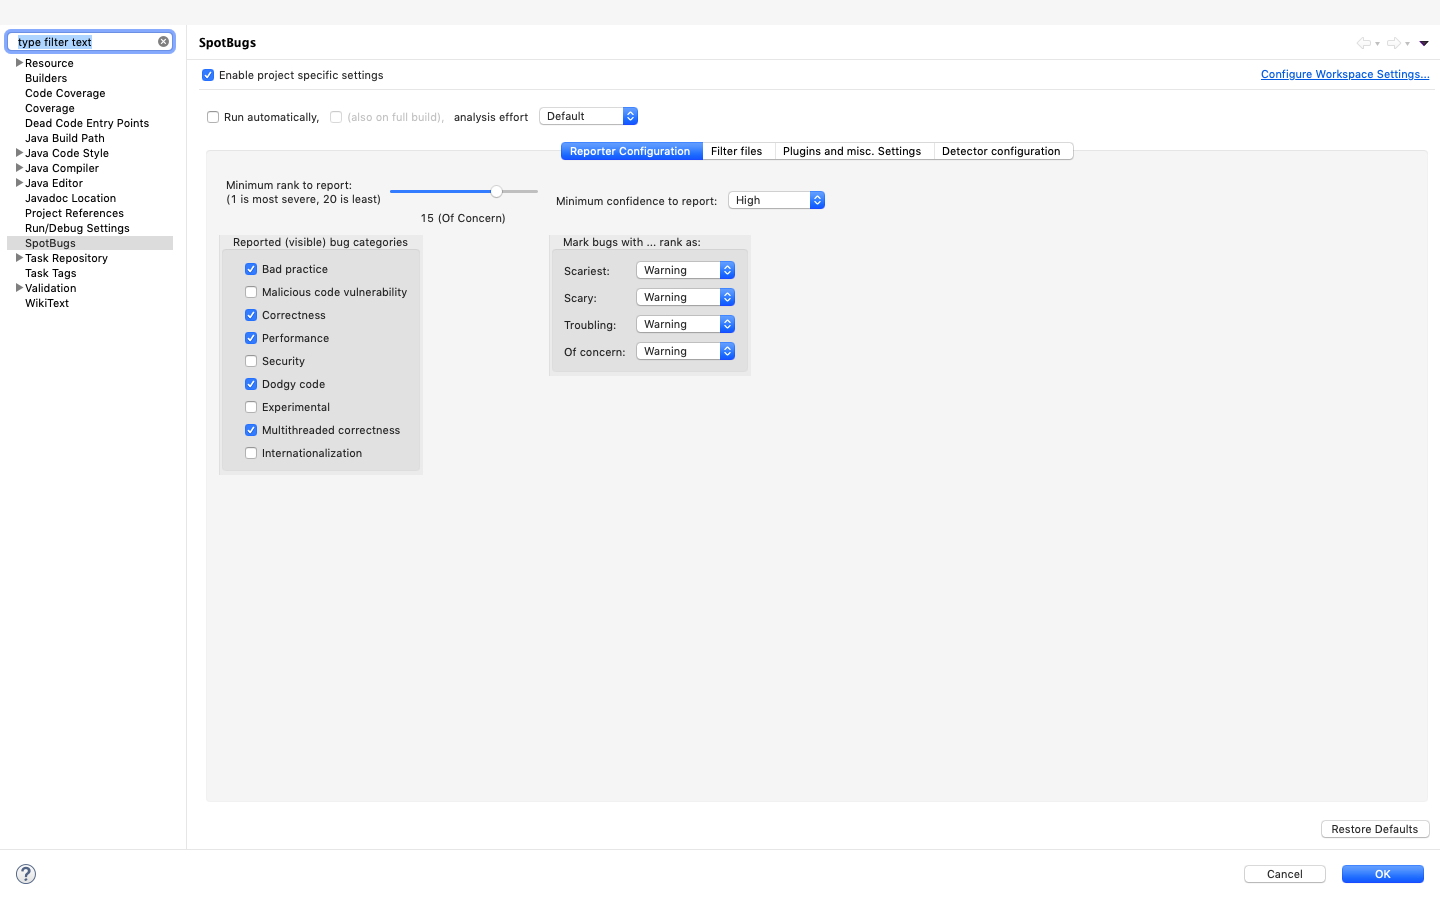 type filter text
Resource
Builders
Code Coverage
Coverage
Dead Code Entry Points
Java Build Path
Java Code Style
Java Compiler
Java Editor
Javadoc Location
Project References
Run/Debug Settings
SpotBugs
Task Repository
Task Tags
Validation
WikiText
SpotBugs
Enable project specific settings
Configure Workspace Settings...
Run automatically, (also on full build), analysis effort Default
Reporter Configuration Filter files Plugins and misc. Settings Detector configuration
Minimum rank to report:
(1 is most severe, 20 is least)
15 (Of Concern)
Minimum confidence to report: High
Reported (visible) bug categories
Bad practice
Malicious code vulnerability
Correctness
Performance
Security
Dodgy code
Experimental
Multithreaded correctness
Internationalization
Mark bugs with ... rank as:
Scariest: Warning
Scary: Warning
Troubling: Warning
Of concern: Warning
Restore Defaults
?
Cancel OK